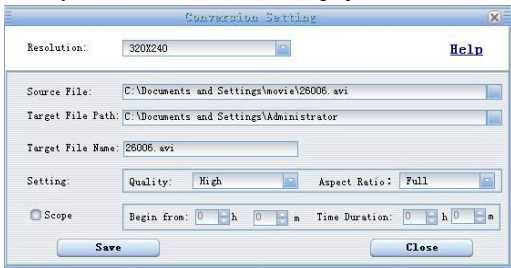 Conversion Setting
Resolution: 320X240 Help
Source File: C:\Documents and Settings\movie\26006.avi
Target File Path: C:\Documents and Settings\Administrator
Target File Name: 26006.avi
Setting: Quality: High Aspect Ratio: Full
Scope Begin from: 0 h 0 m Time Duration: 0 h 0 m
Save Close